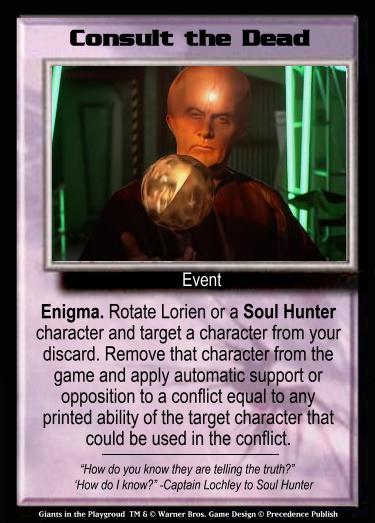 Consult the Dead
Event
Enigma. Rotate Lorien or a Soul Hunter
character and target a character from your
discard. Remove that character from the
game and apply automatic support or
opposition to a conflict equal to any
printed ability of the target character that
could be used in the conflict.
“How do you know they are telling the truth?”
‘How do I know?” -Captain Lochley to Soul Hunter
Giants in the Playgroud TM & © Warner Bros. Game Design © Precedence Publish